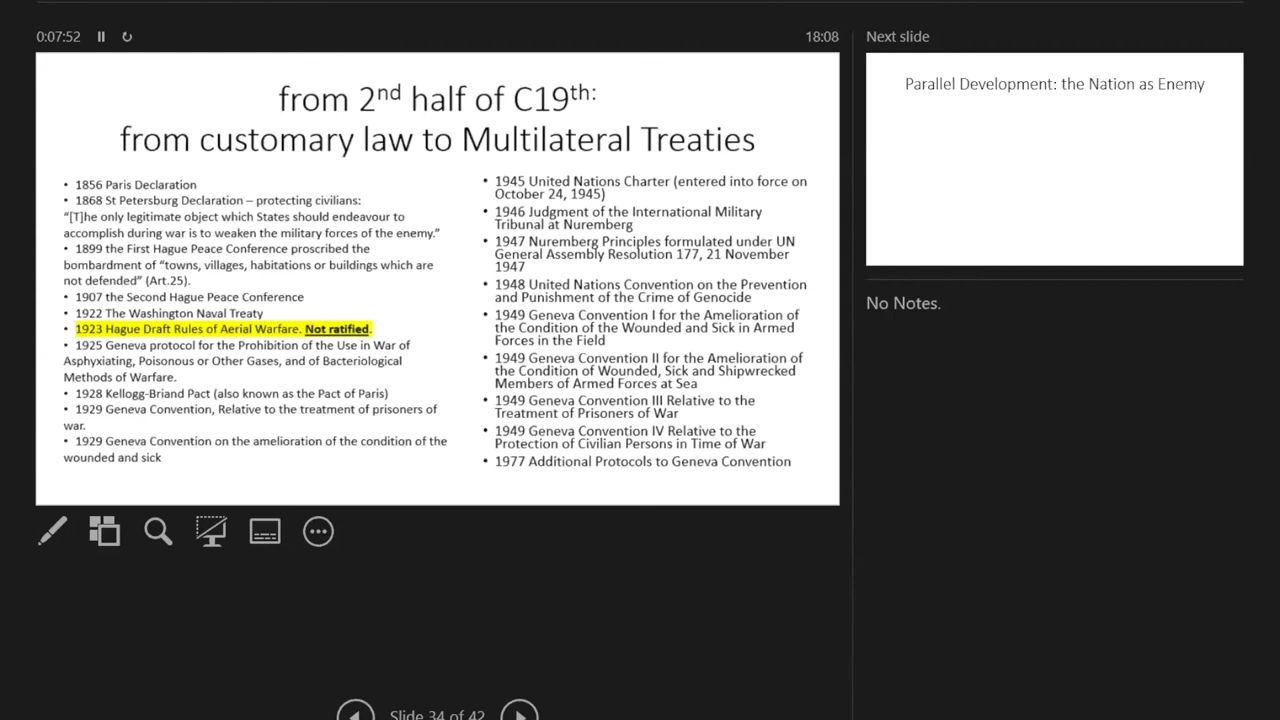 0:07:52
18:08
from 2nd half of C19th:
from customary law to Multilateral Treaties
• 1856 Paris Declaration
• 1868 St Petersburg Declaration – protecting civilians:
“[T]he only legitimate object which States should endeavour to
accomplish during war is to weaken the military forces of the enemy.”
• 1899 the First Hague Peace Conference proscribed the
bombardment of “towns, villages, habitations or buildings which are
not defended” (Art.25).
• 1907 the Second Hague Peace Conference
• 1922 The Washington Naval Treaty
• 1923 Hague Draft Rules of Aerial Warfare. Not ratified.
• 1925 Geneva protocol for the Prohibition of the Use in War of
Asphyxiating, Poisonous or Other Gases, and of Bacteriological
Methods of Warfare.
• 1928 Kellogg-Briand Pact (also known as the Pact of Paris)
• 1929 Geneva Convention, Relative to the treatment of prisoners of
war.
• 1929 Geneva Convention on the amelioration of the condition of the
wounded and sick
• 1945 United Nations Charter (entered into force on
October 24, 1945)
• 1946 Judgment of the International Military
Tribunal at Nuremberg
• 1947 Nuremberg Principles formulated under UN
General Assembly Resolution 177, 21 November
1947
• 1948 United Nations Convention on the Prevention
and Punishment of the Crime of Genocide
• 1949 Geneva Convention I for the Amelioration of
the Condition of the Wounded and Sick in Armed
Forces in the Field
• 1949 Geneva Convention II for the Amelioration of
the Condition of Wounded, Sick and Shipwrecked
Members of Armed Forces at Sea
• 1949 Geneva Convention III Relative to the
Treatment of Prisoners of War
• 1949 Geneva Convention IV Relative to the
Protection of Civilian Persons in Time of War
• 1977 Additional Protocols to Geneva Convention
Slide 34 of 42
Next slide
Parallel Development: the Nation as Enemy
No Notes.